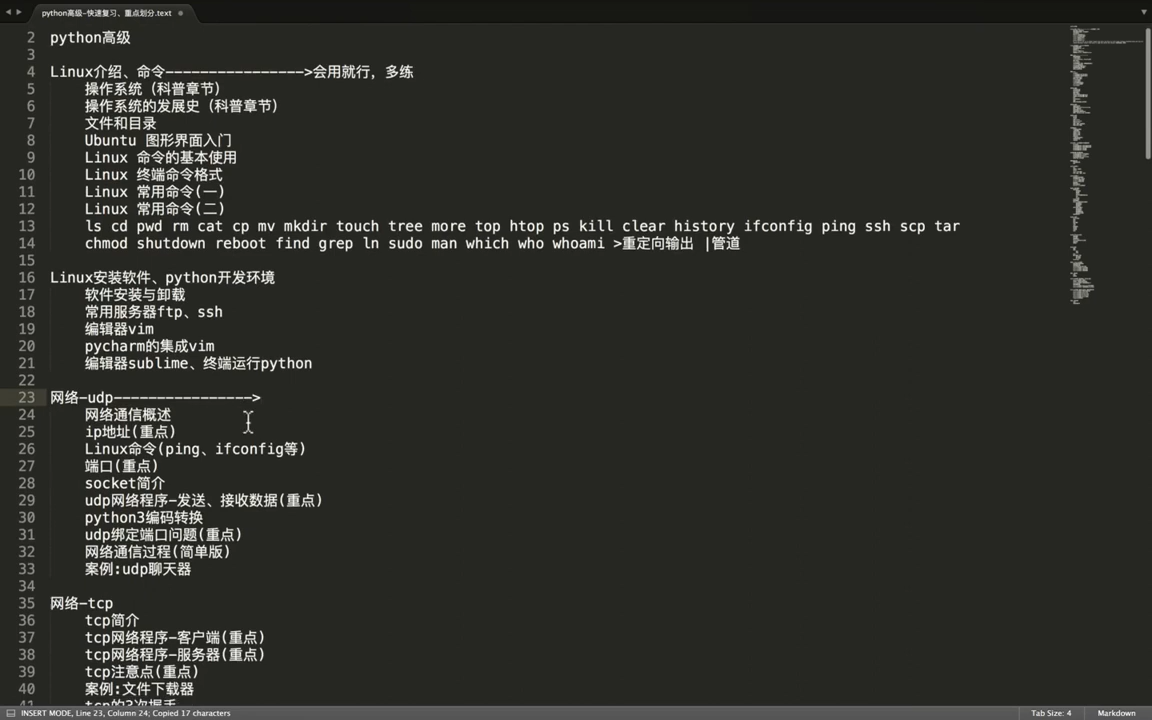 python高级-快速复习、重点划分.text
2 python高级
3
4 Linux介绍、命令---------------->会用就行，多练
5 操作系统（科普章节）
6 操作系统的发展史（科普章节）
7 文件和目录
8 Ubuntu 图形界面入门
9 Linux 命令的基本使用
10 Linux 终端命令格式
11 Linux 常用命令(一)
12 Linux 常用命令(二)
13 ls cd pwd rm cat cp mv mkdir touch tree more top htop ps kill clear history ifconfig ping ssh scp tar
14 chmod shutdown reboot find grep ln sudo man which who whoami >重定向输出 |管道
15
16 Linux安装软件、python开发环境
17 软件安装与卸载
18 常用服务器ftp、ssh
19 编辑器vim
20 pycharm的集成vim
21 编辑器sublime、终端运行python
22
23 网络-udp---------------->
24 网络通信概述
25 ip地址(重点)
26 Linux命令(ping、ifconfig等)
27 端口(重点)
28 socket简介
29 udp网络程序-发送、接收数据(重点)
30 python3编码转换
31 udp绑定端口问题(重点)
32 网络通信过程(简单版)
33 案例:udp聊天器
34
35 网络-tcp
36 tcp简介
37 tcp网络程序-客户端(重点)
38 tcp网络程序-服务器(重点)
39 tcp注意点(重点)
40 案例:文件下载器
41 tcp的3次握手
INSERT MODE, Line 23, Column 24; Copied 17 characters
Tab Size: 4
Markdown